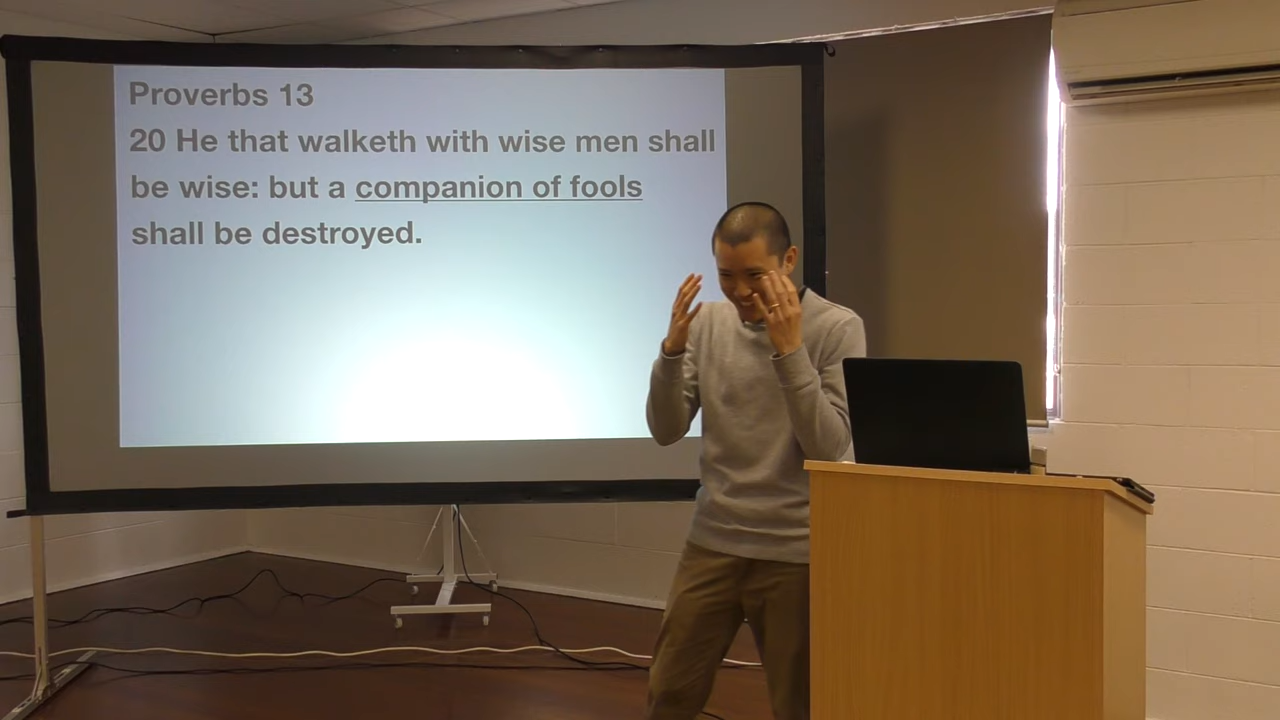 Proverbs 13
20 He that walketh with wise men shall
be wise: but a companion of fools
shall be destroyed.